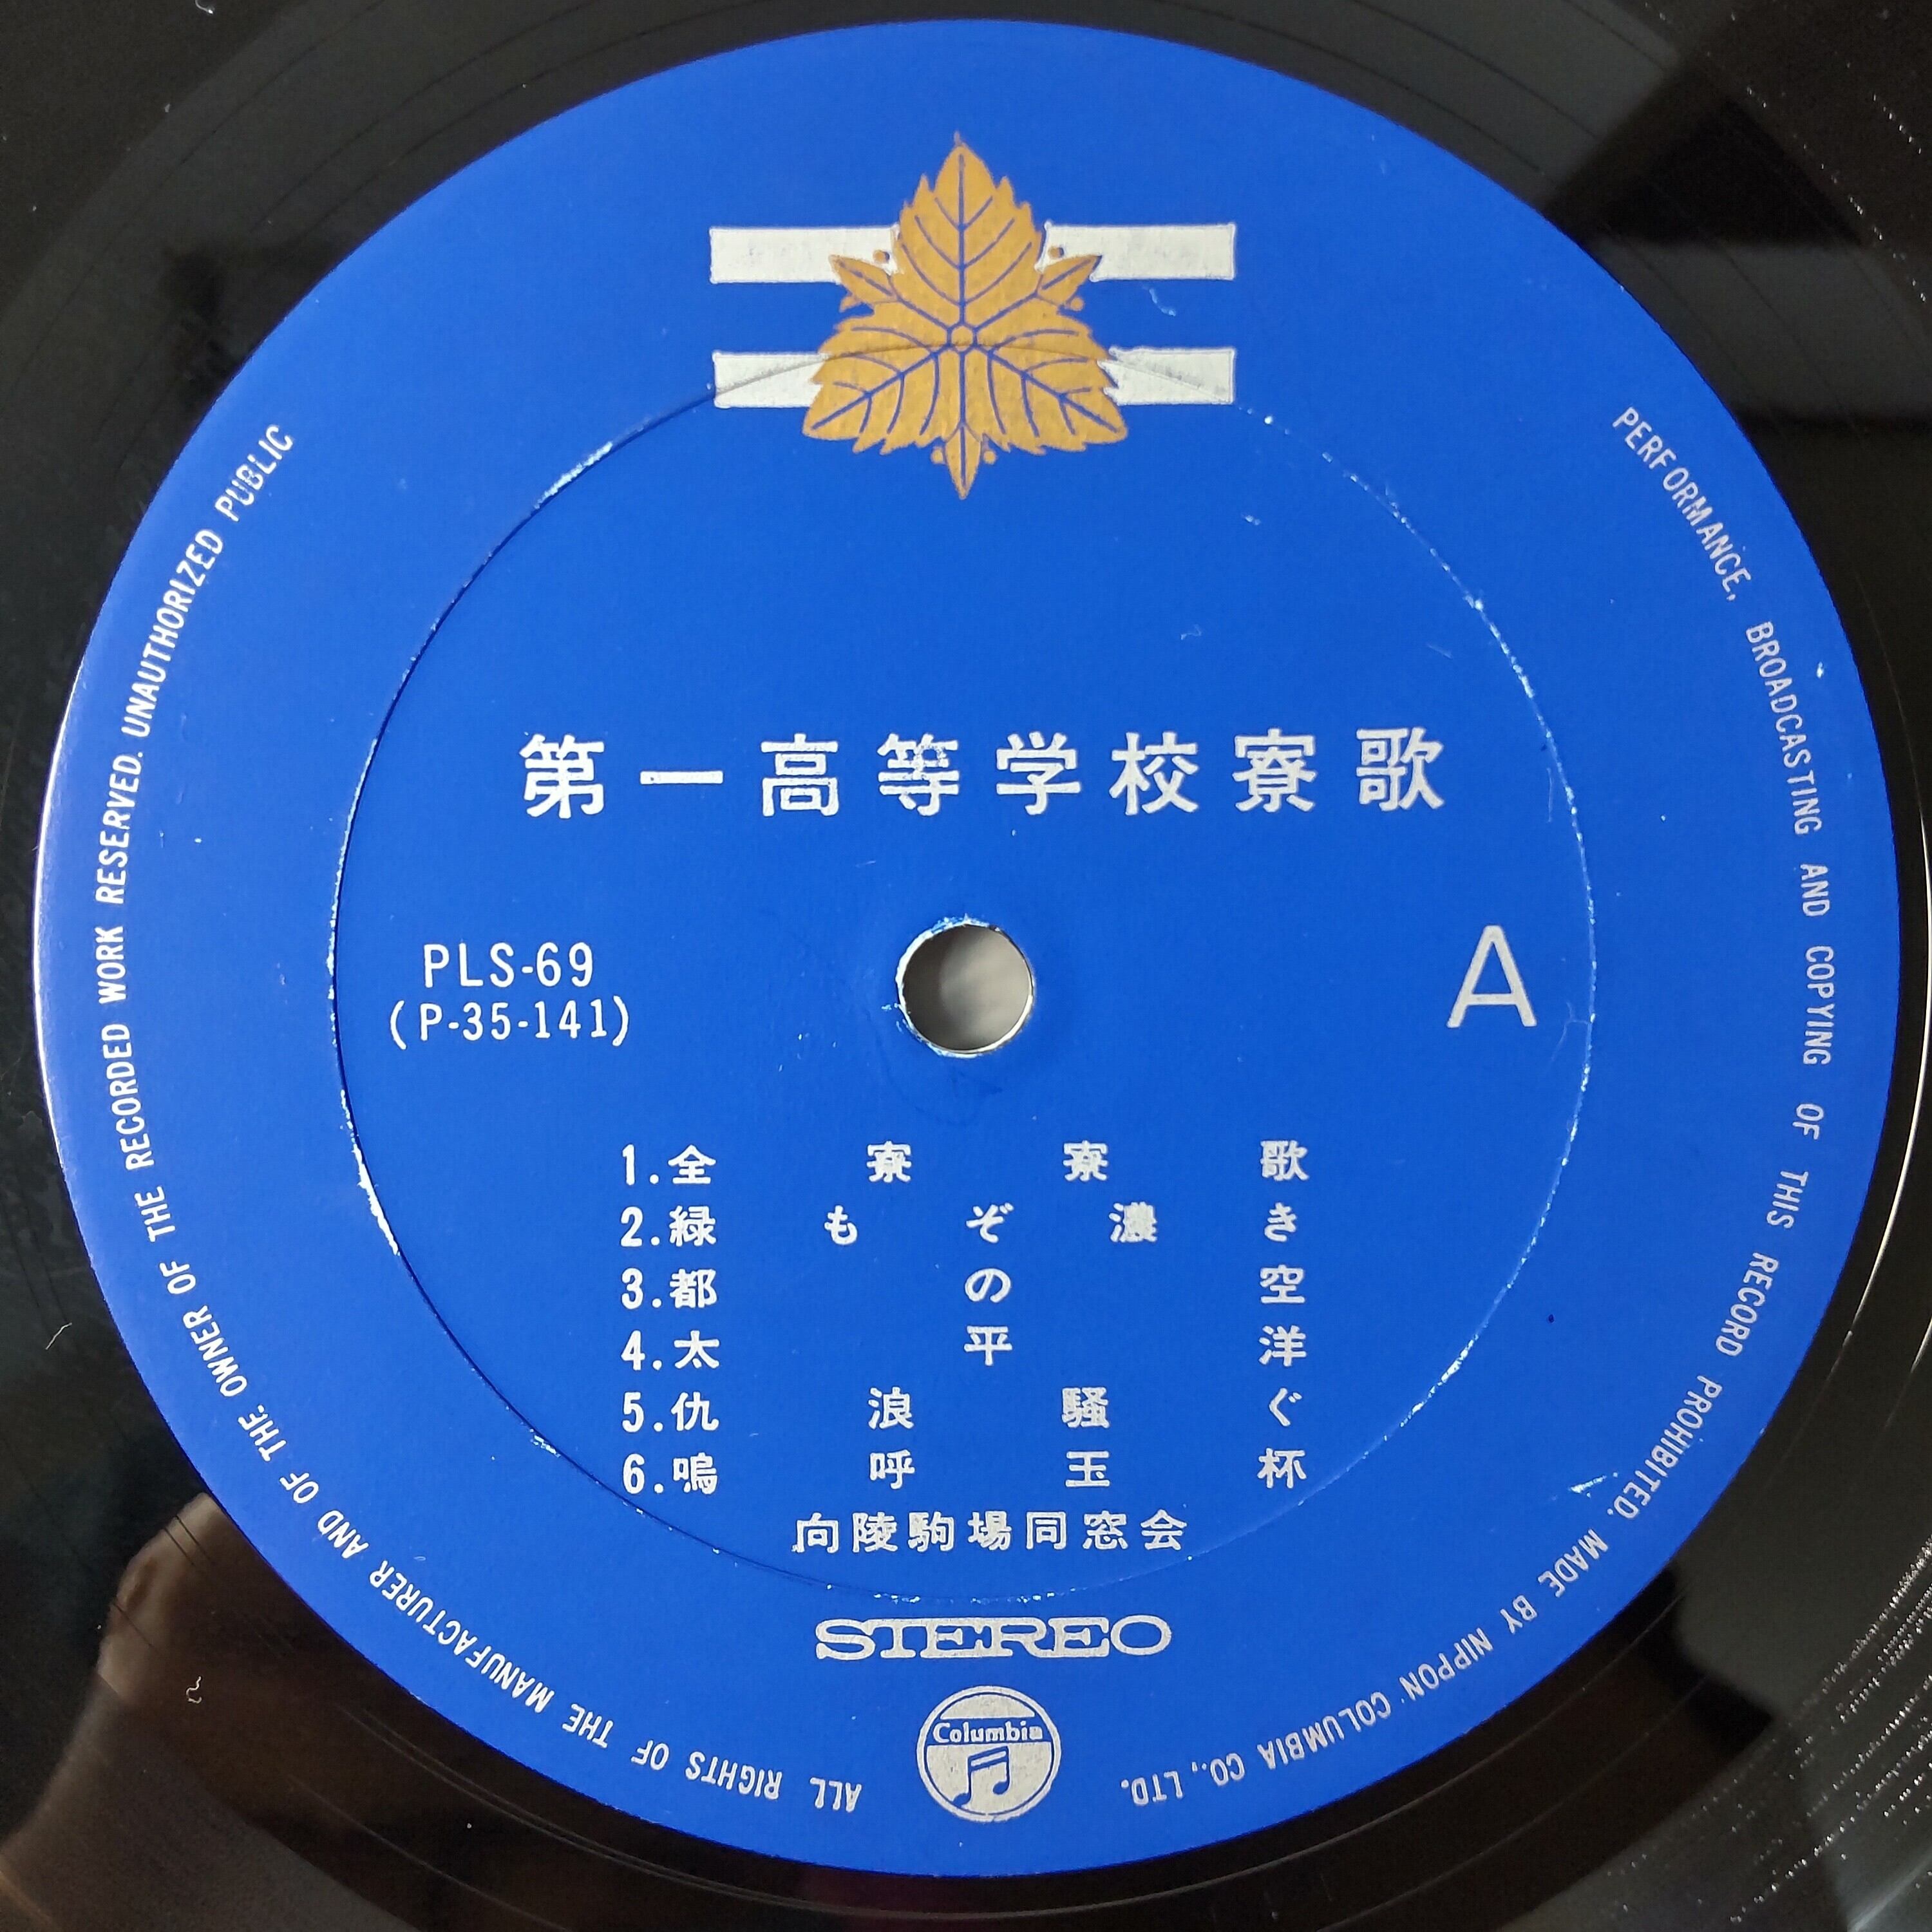 第一高等学校寮歌
PLS-69
(P-35-141)
A
1.全寮寮歌
2.緑もぞ濃き
3.都の空
4.太平洋
5.仇浪騒ぐ
6.嗚呼玉杯
向陵駒場同窓会
STEREO
Columbia
ALL RIGHTS OF THE MANUFACTURER AND OF THE OWNER OF THE RECORDED WORK RESERVED. UNAUTHORIZED PUBLIC PERFORMANCE, BROADCASTING AND COPYING OF THIS RECORD PROHIBITED. MADE BY NIPPON COLUMBIA CO., LTD.